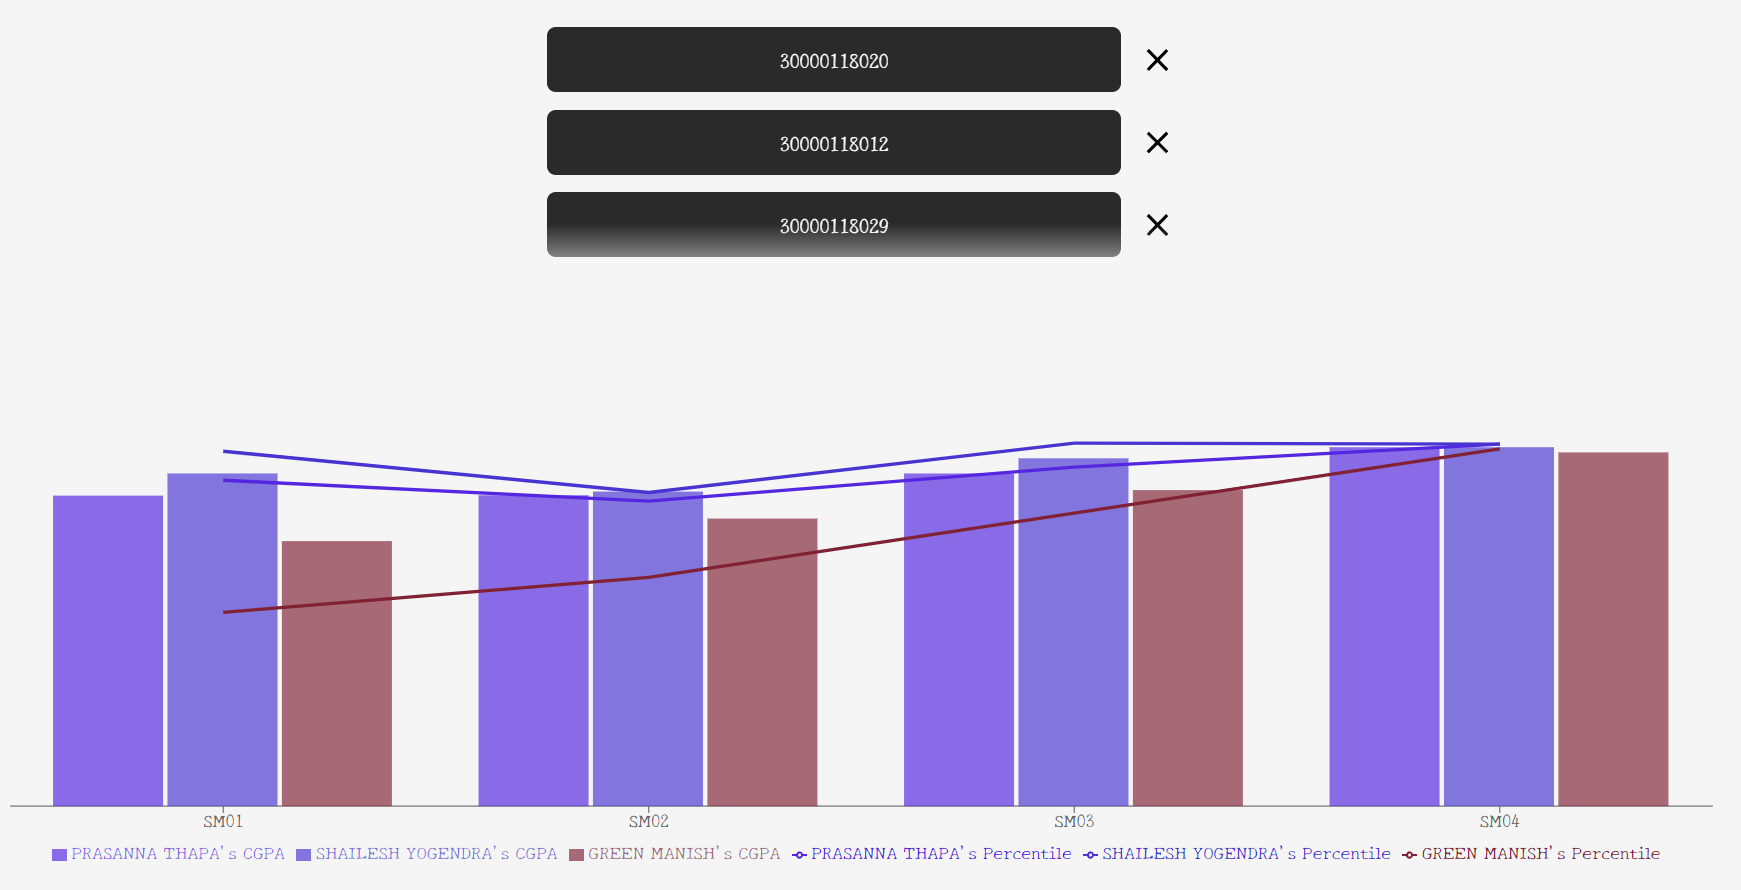 30000118020
30000118012
30000118029
SM01 SM02 SM03 SM04
PRASANNA THAPA's CGPA SHAILESH YOGENDRA's CGPA GREEN MANISH's CGPA PRASANNA THAPA's Percentile SHAILESH YOGENDRA's Percentile GREEN MANISH's Percentile